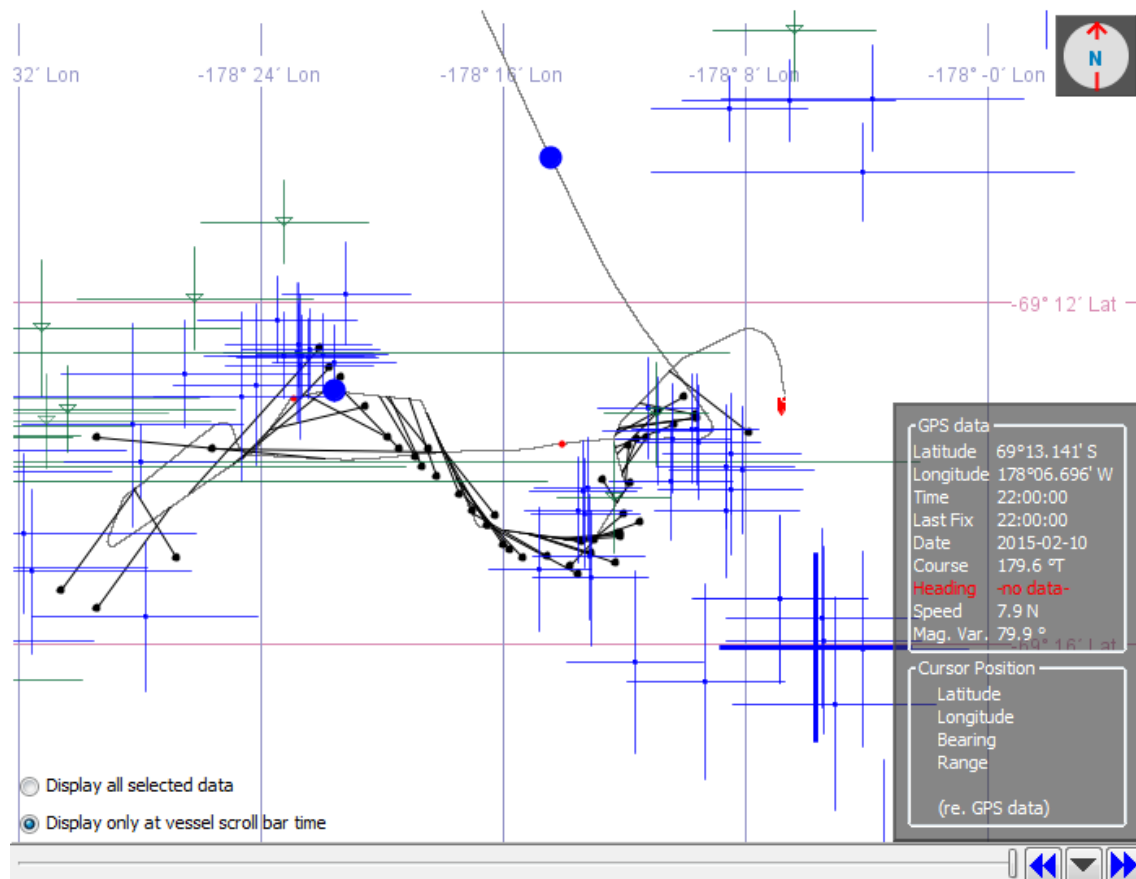 32′ Lon
-178° 24′ Lon
-178° 16′ Lon
-178° 8′ Lon
-178° -0′ Lon
N
-69° 12′ Lat
GPS data
Latitude 69°13.141' S
Longitude 178°06.696' W
Time 22:00:00
Last Fix 22:00:00
Date 2015-02-10
Course 179.6 °T
Heading -no data-
Speed 7.9 N
Mag. Var. 79.9 °
-69° 16′ Lat
Cursor Position
Latitude
Longitude
Bearing
Range
(re. GPS data)
Display all selected data
Display only at vessel scroll bar time